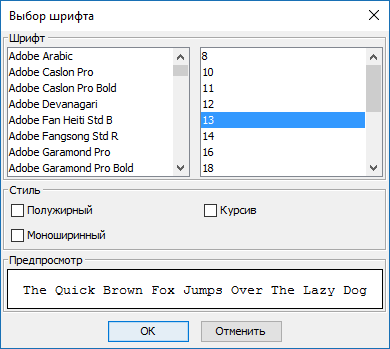 Выбор шрифта
Шрифт
Adobe Arabic
Adobe Caslon Pro
Adobe Caslon Pro Bold
Adobe Devanagari
Adobe Fan Heiti Std B
Adobe Fangsong Std R
Adobe Garamond Pro
Adobe Garamond Pro Bold
8
10
11
12
13
14
16
18
Стиль
Полужирный
Курсив
Моноширинный
Предпросмотр
The Quick Brown Fox Jumps Over The Lazy Dog
OK
Отменить